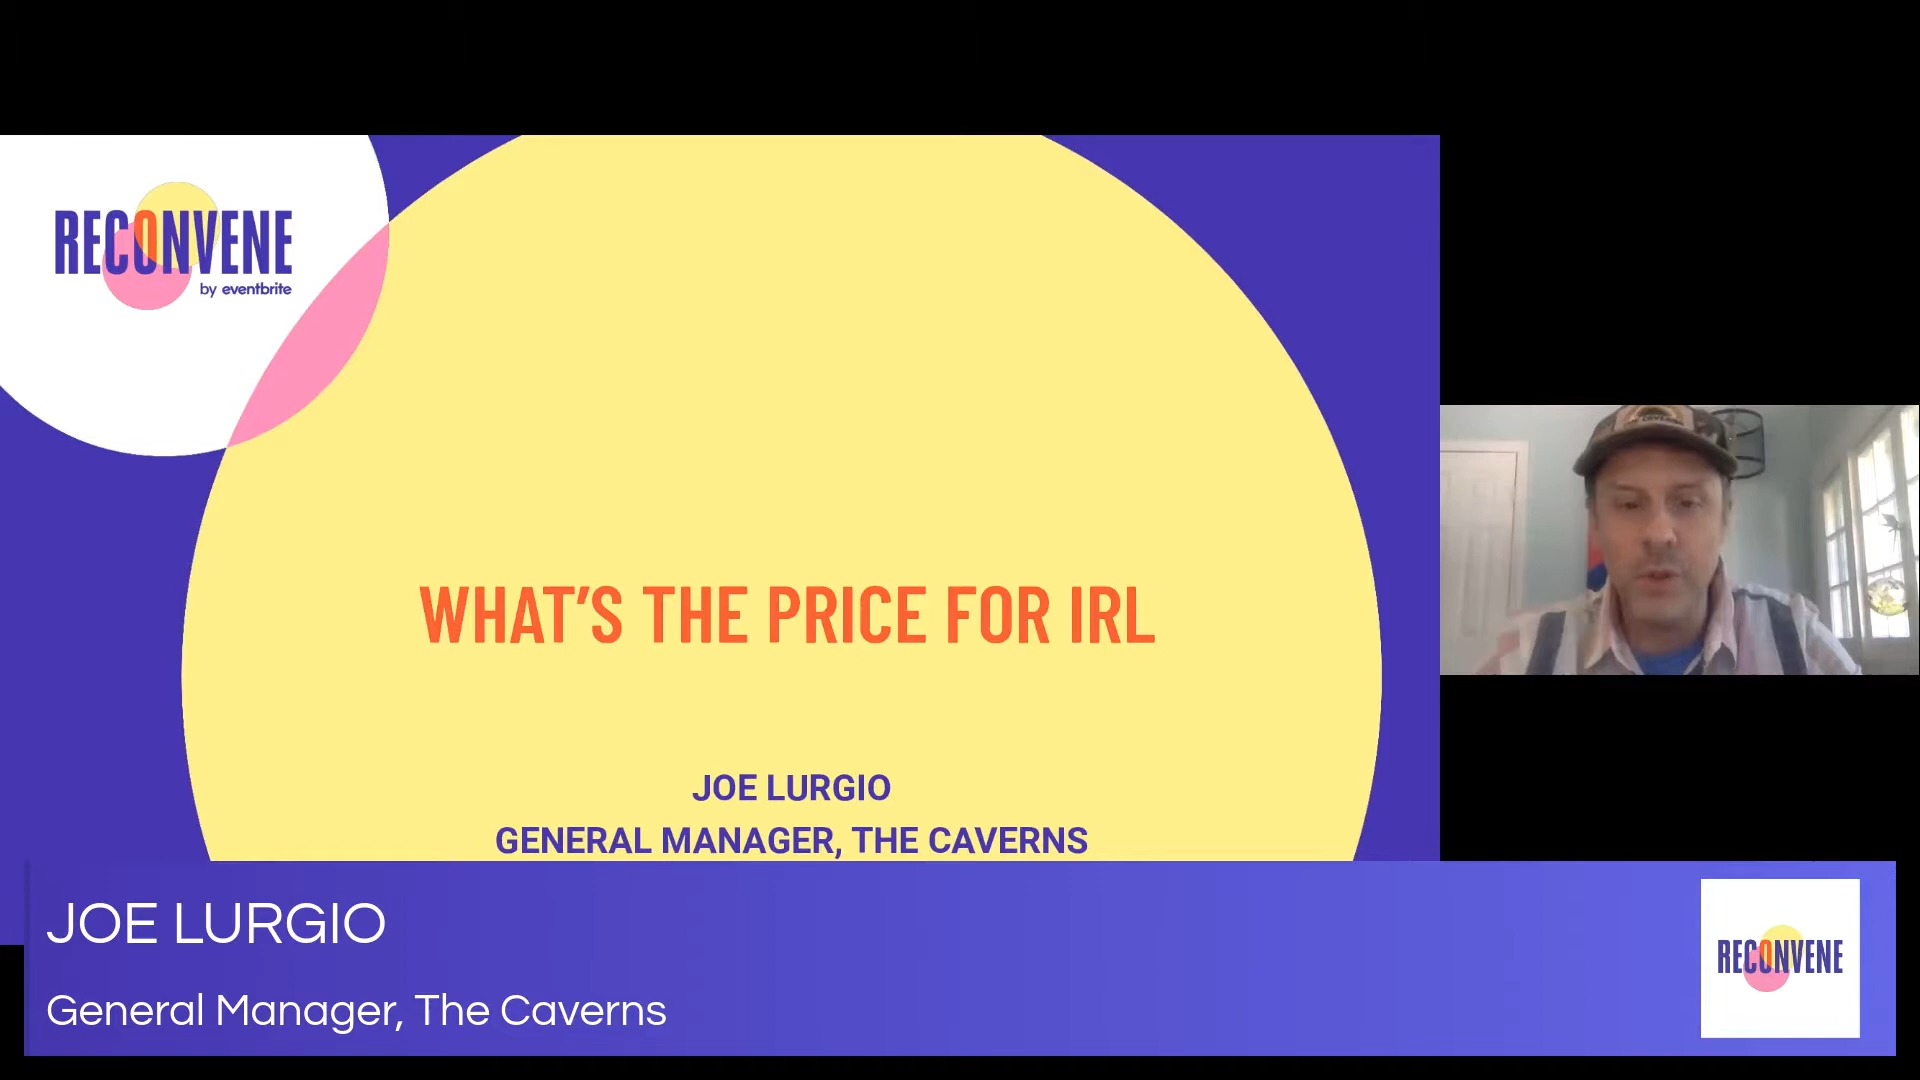 RECONVENE
by eventbrite
WHAT'S THE PRICE FOR IRL
JOE LURGIO
GENERAL MANAGER, THE CAVERNS
JOE LURGIO
General Manager, The Caverns
RECONVENE